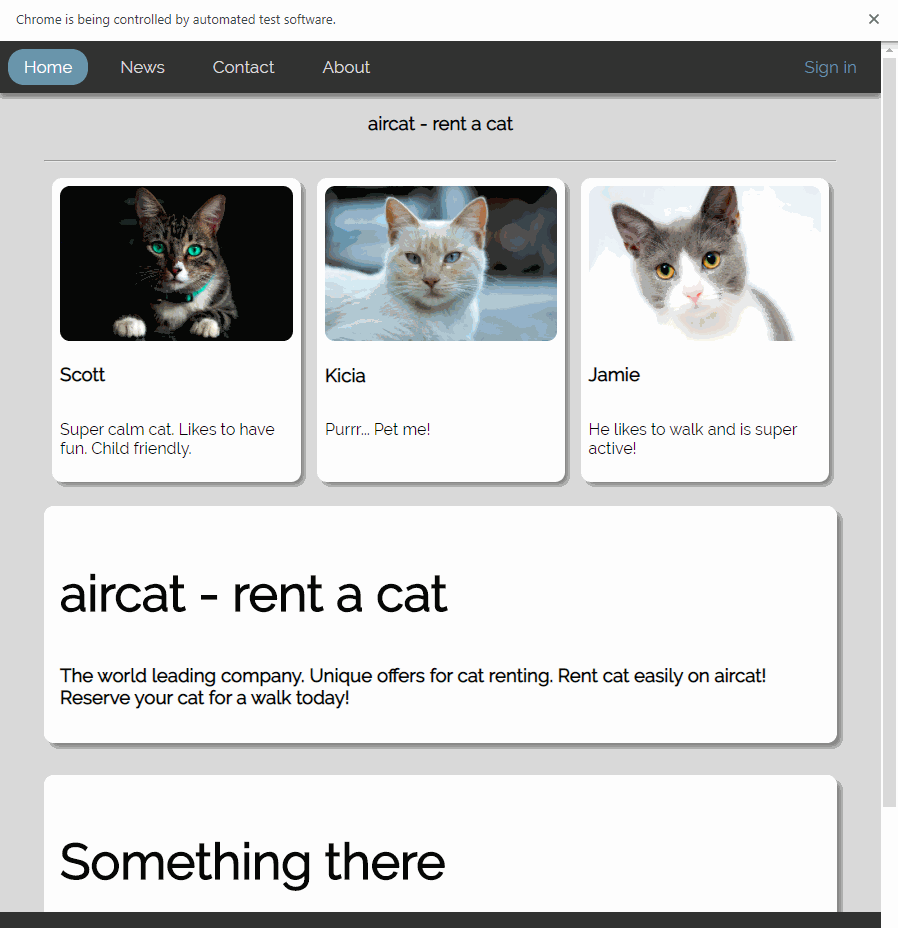 Chrome is being controlled by automated test software.
Home News Contact About Sign in
aircat - rent a cat
Scott
Super calm cat. Likes to have
fun. Child friendly.
Kicia
Purrr... Pet me!
Jamie
He likes to walk and is super
active!
aircat - rent a cat
The world leading company. Unique offers for cat renting. Rent cat easily on aircat!
Reserve your cat for a walk today!
Something there